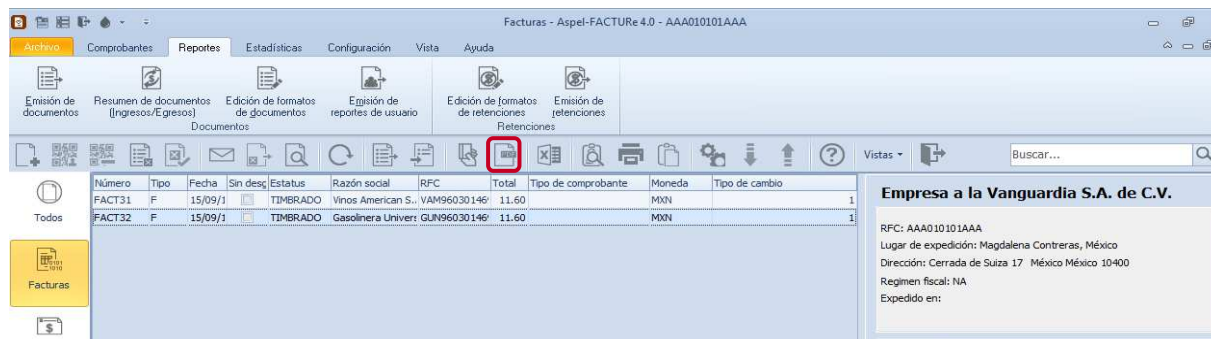 Facturas - Aspel-FACTURe 4.0 - AAA010101AAA
Archivo Comprobantes Reportes Estadísticas Configuración Vista Ayuda
Emisión de documentos
Resumen de documentos (Ingresos/Egresos)
Edición de formatos de documentos
Emisión de reportes de usuario
Edición de formatos de retenciones
Emisión de retenciones
Documentos Retenciones
Vistas Buscar...
Número Tipo Fecha Sin desc Estatus Razón social RFC Total Tipo de comprobante Moneda Tipo de cambio
FACT31 F 15/09/1 TIMBRADO Vinos American S.. VAM96030146 11.60 MXN 1
FACT32 F 15/09/1 TIMBRADO Gasolinera Univer GUN96030146 11.60 MXN 1
Todos
Facturas
Empresa a la Vanguardia S.A. de C.V.
RFC: AAA010101AAA
Lugar de expedición: Magdalena Contreras, México
Dirección: Cerrada de Suiza 17 México México 10400
Regimen fiscal: NA
Expedido en: